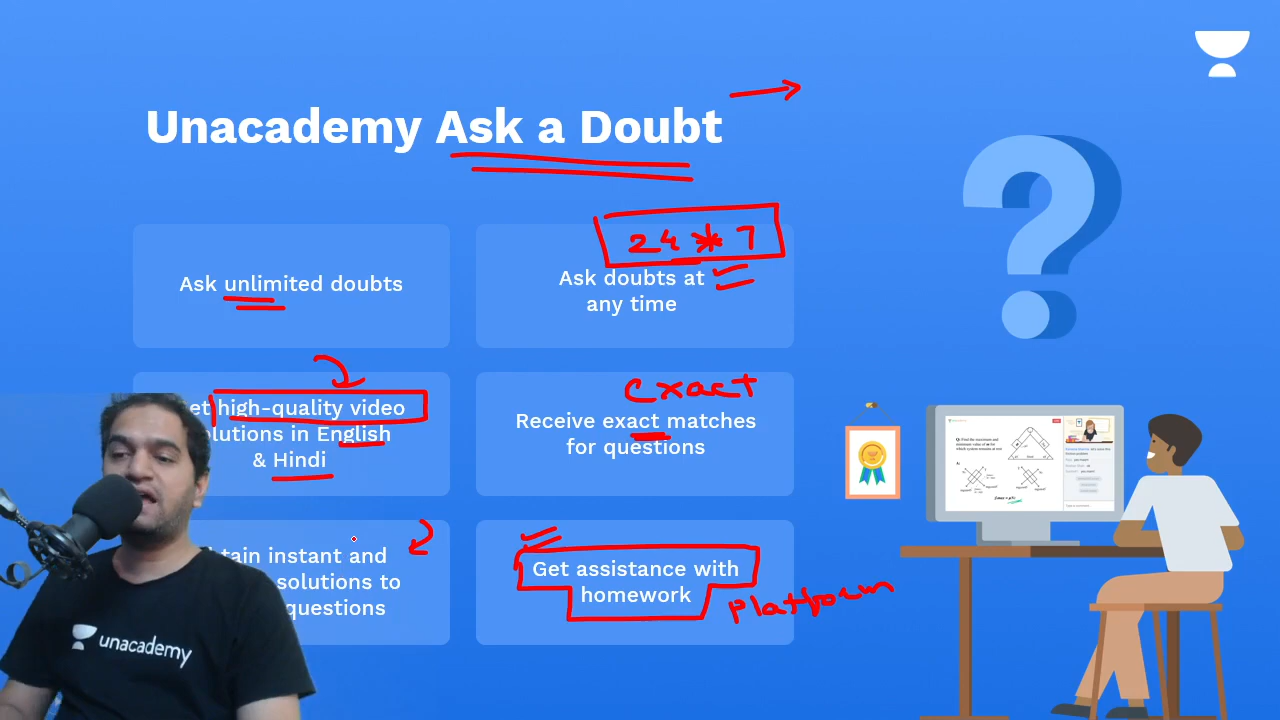 Unacademy Ask a Doubt
Ask unlimited doubts
24*7
Ask doubts at
any time
high-quality video
in English
& Hindi
exact
Receive exact matches
for questions
instant and
solutions to
questions
Get assistance with
homework
platform
unacademy